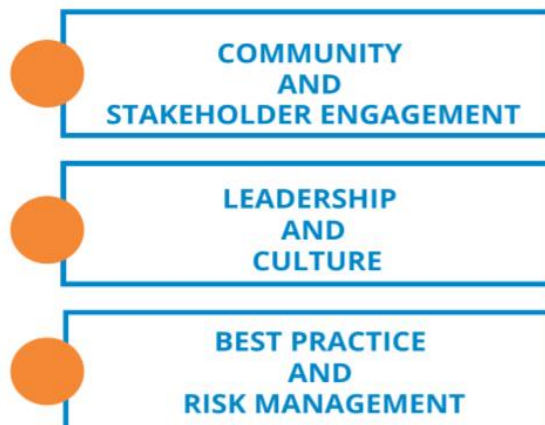 COMMUNITY
AND
STAKEHOLDER ENGAGEMENT
LEADERSHIP
AND
CULTURE
BEST PRACTICE
AND
RISK MANAGEMENT